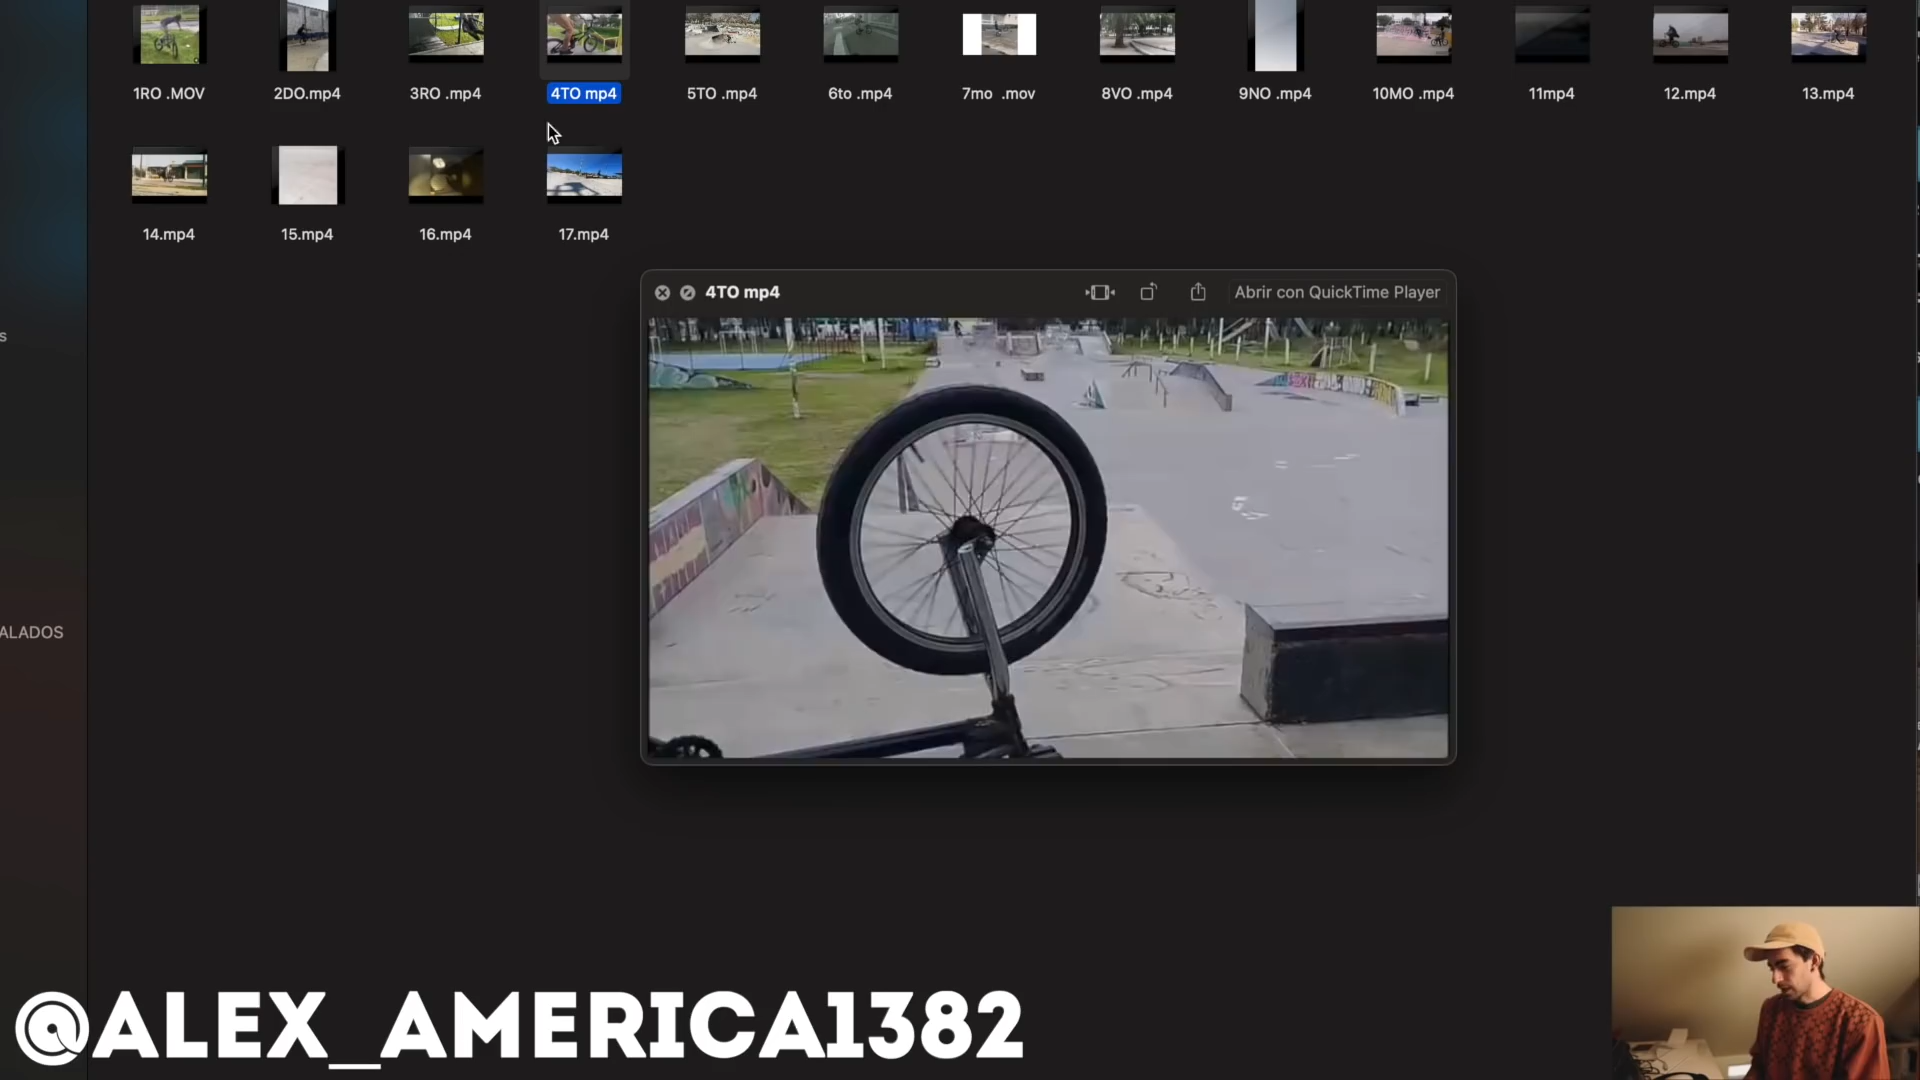 1RO .MOV
2DO.mp4
3RO .mp4
4TO mp4
5TO .mp4
6to .mp4
7mo .mov
8VO .mp4
9NO .mp4
10MO .mp4
11mp4
12.mp4
13.mp4
14.mp4
15.mp4
16.mp4
17.mp4
4TO mp4
Abrir con QuickTime Player
s
ALADOS
@ALEX_AMERICA1382